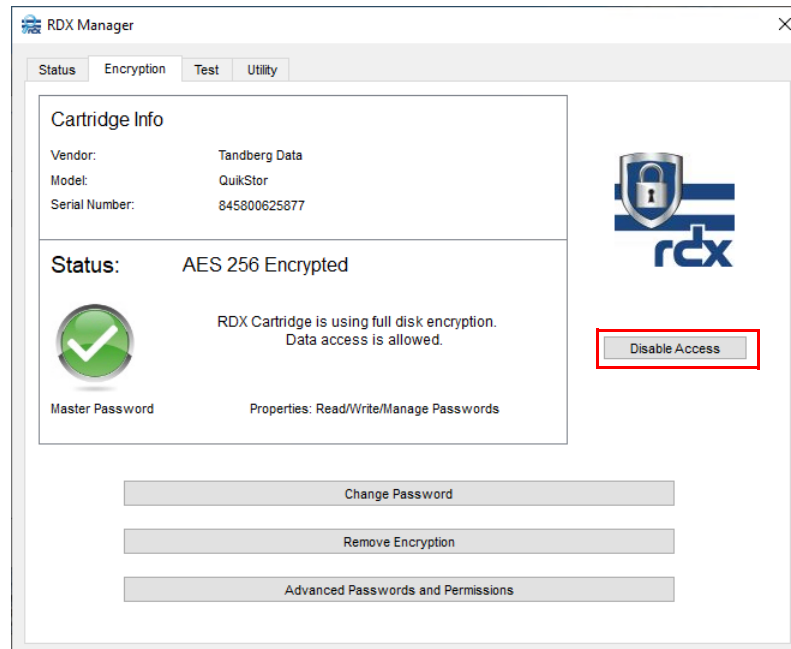 RDX Manager
Status Encryption Test Utility
Cartridge Info
Vendor: Tandberg Data
Model: QuikStor
Serial Number: 845800625877
rdx
Status: AES 256 Encrypted
RDX Cartridge is using full disk encryption.
Data access is allowed.
Disable Access
Master Password Properties: Read/Write/Manage Passwords
Change Password
Remove Encryption
Advanced Passwords and Permissions